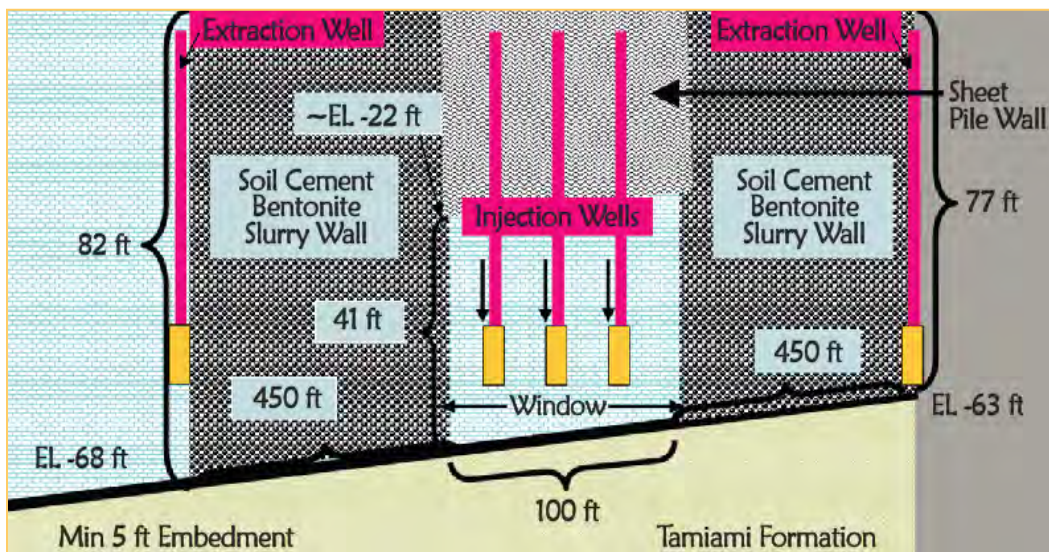 Extraction Well
Extraction Well
~EL -22 ft
Sheet
Pile Wall
Soil Cement
Bentonite
Slurry Wall
Injection Wells
Soil Cement
Bentonite
Slurry Wall
77 ft
82 ft
41 ft
450 ft
450 ft
Window
EL -63 ft
EL -68 ft
100 ft
Min 5 ft Embedment
Tamiami Formation